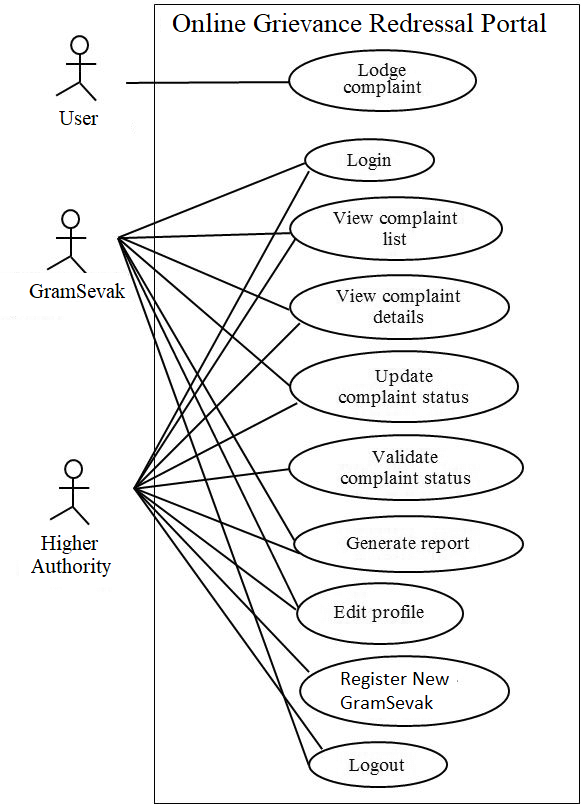 Online Grievance Redressal Portal
User
Lodge
complaint
Login
GramSevak
View complaint
list
View complaint
details
Update
complaint status
Validate
complaint status
Higher
Authority
Generate report
Edit profile
Register New
GramSevak
Logout